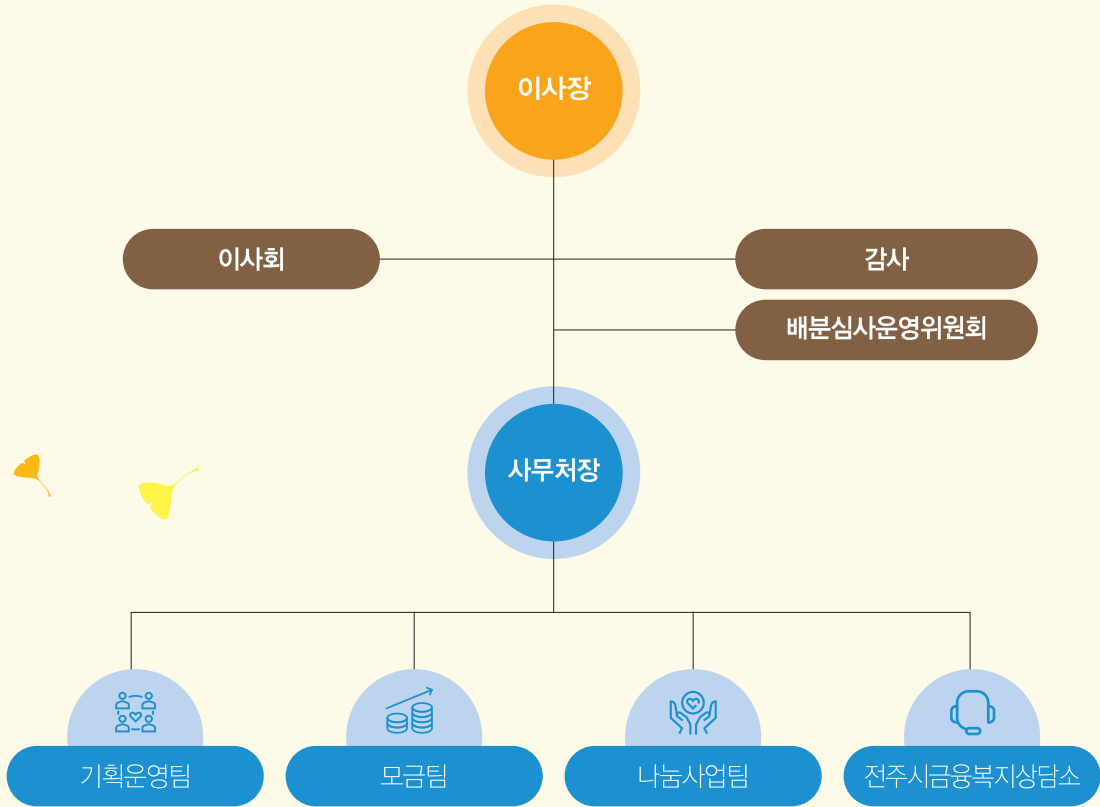 이사장
이사회
감사
배분심사운영위원회
사무처장
기획운영팀
모금팀
나눔사업팀
전주시금융복지상담소